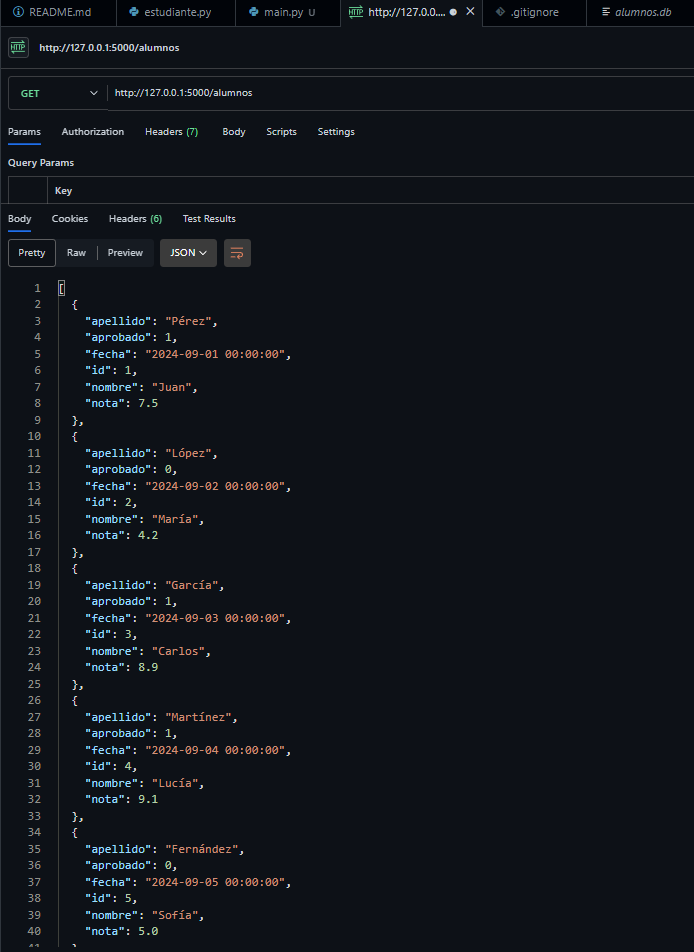 README.md estudiante.py main.py U http://127.0.0.... .gitignore alumnos.db
HTTP http://127.0.0.1:5000/alumnos
GET http://127.0.0.1:5000/alumnos
Params Authorization Headers (7) Body Scripts Settings
Query Params
Key
Body Cookies Headers (6) Test Results
Pretty Raw Preview JSON
1 [
2 {
3 "apellido": "Pérez",
4 "aprobado": 1,
5 "fecha": "2024-09-01 00:00:00",
6 "id": 1,
7 "nombre": "Juan",
8 "nota": 7.5
9 },
10 {
11 "apellido": "López",
12 "aprobado": 0,
13 "fecha": "2024-09-02 00:00:00",
14 "id": 2,
15 "nombre": "María",
16 "nota": 4.2
17 },
18 {
19 "apellido": "García",
20 "aprobado": 1,
21 "fecha": "2024-09-03 00:00:00",
22 "id": 3,
23 "nombre": "Carlos",
24 "nota": 8.9
25 },
26 {
27 "apellido": "Martínez",
28 "aprobado": 1,
29 "fecha": "2024-09-04 00:00:00",
30 "id": 4,
31 "nombre": "Lucía",
32 "nota": 9.1
33 },
34 {
35 "apellido": "Fernández",
36 "aprobado": 0,
37 "fecha": "2024-09-05 00:00:00",
38 "id": 5,
39 "nombre": "Sofía",
40 "nota": 5.0